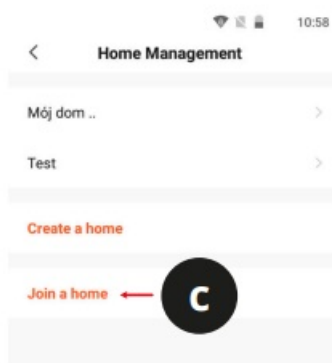 10:58
Home Management
Mój dom ..
Test
Create a home
Join a home
C